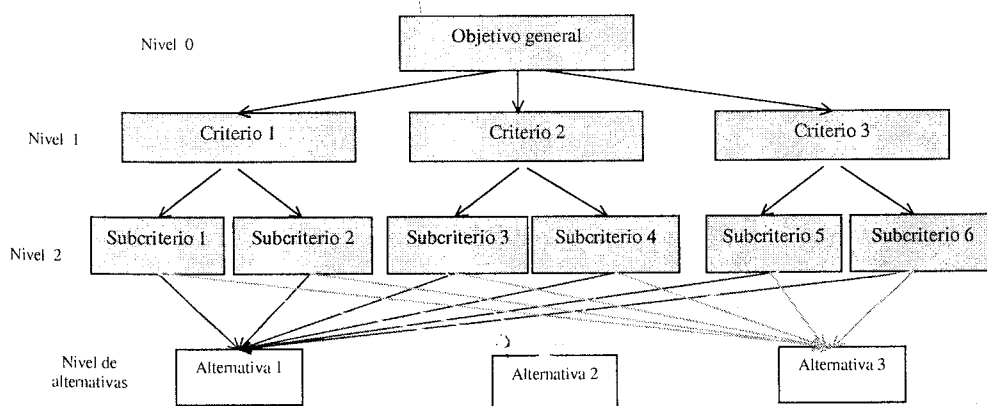 Nivel 0
Objetivo general
Nivel 1
Criterio 1
Criterio 2
Criterio 3
Nivel 2
Subcriterio 1
Subcriterio 2
Subcriterio 3
Subcriterio 4
Subcriterio 5
Subcriterio 6
Nivel de
alternativas
Alternativa 1
Alternativa 2
Alternativa 3